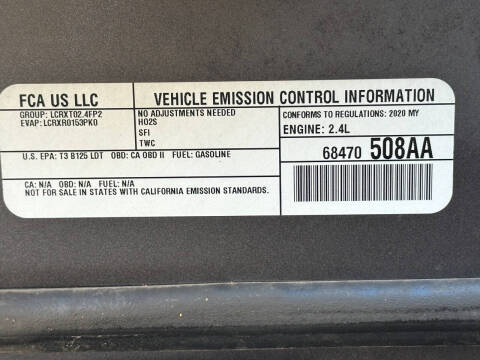 FCA US LLC
VEHICLE EMISSION CONTROL INFORMATION
GROUP: LCRXT02.4FP2
EVAP: LCRXR0153PK0
NO ADJUSTMENTS NEEDED
HO2S
SFI
TWC
CONFORMS TO REGULATIONS: 2020 MY
ENGINE: 2.4L
U.S. EPA: T3 B125 LDT OBD: CA OBD II FUEL: GASOLINE
68470 508AA
CA: N/A OBD: N/A FUEL: N/A
NOT FOR SALE IN STATES WITH CALIFORNIA EMISSION STANDARDS.